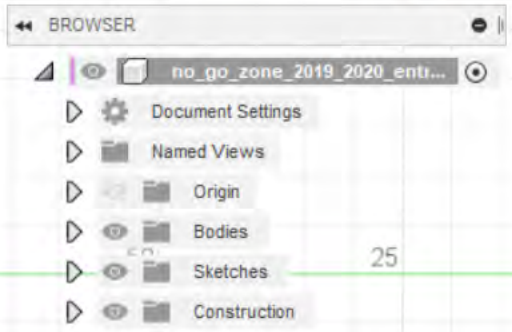 BROWSER
no_go_zone_2019_2020_entr...
Document Settings
Named Views
Origin
Bodies
Sketches
25
Construction